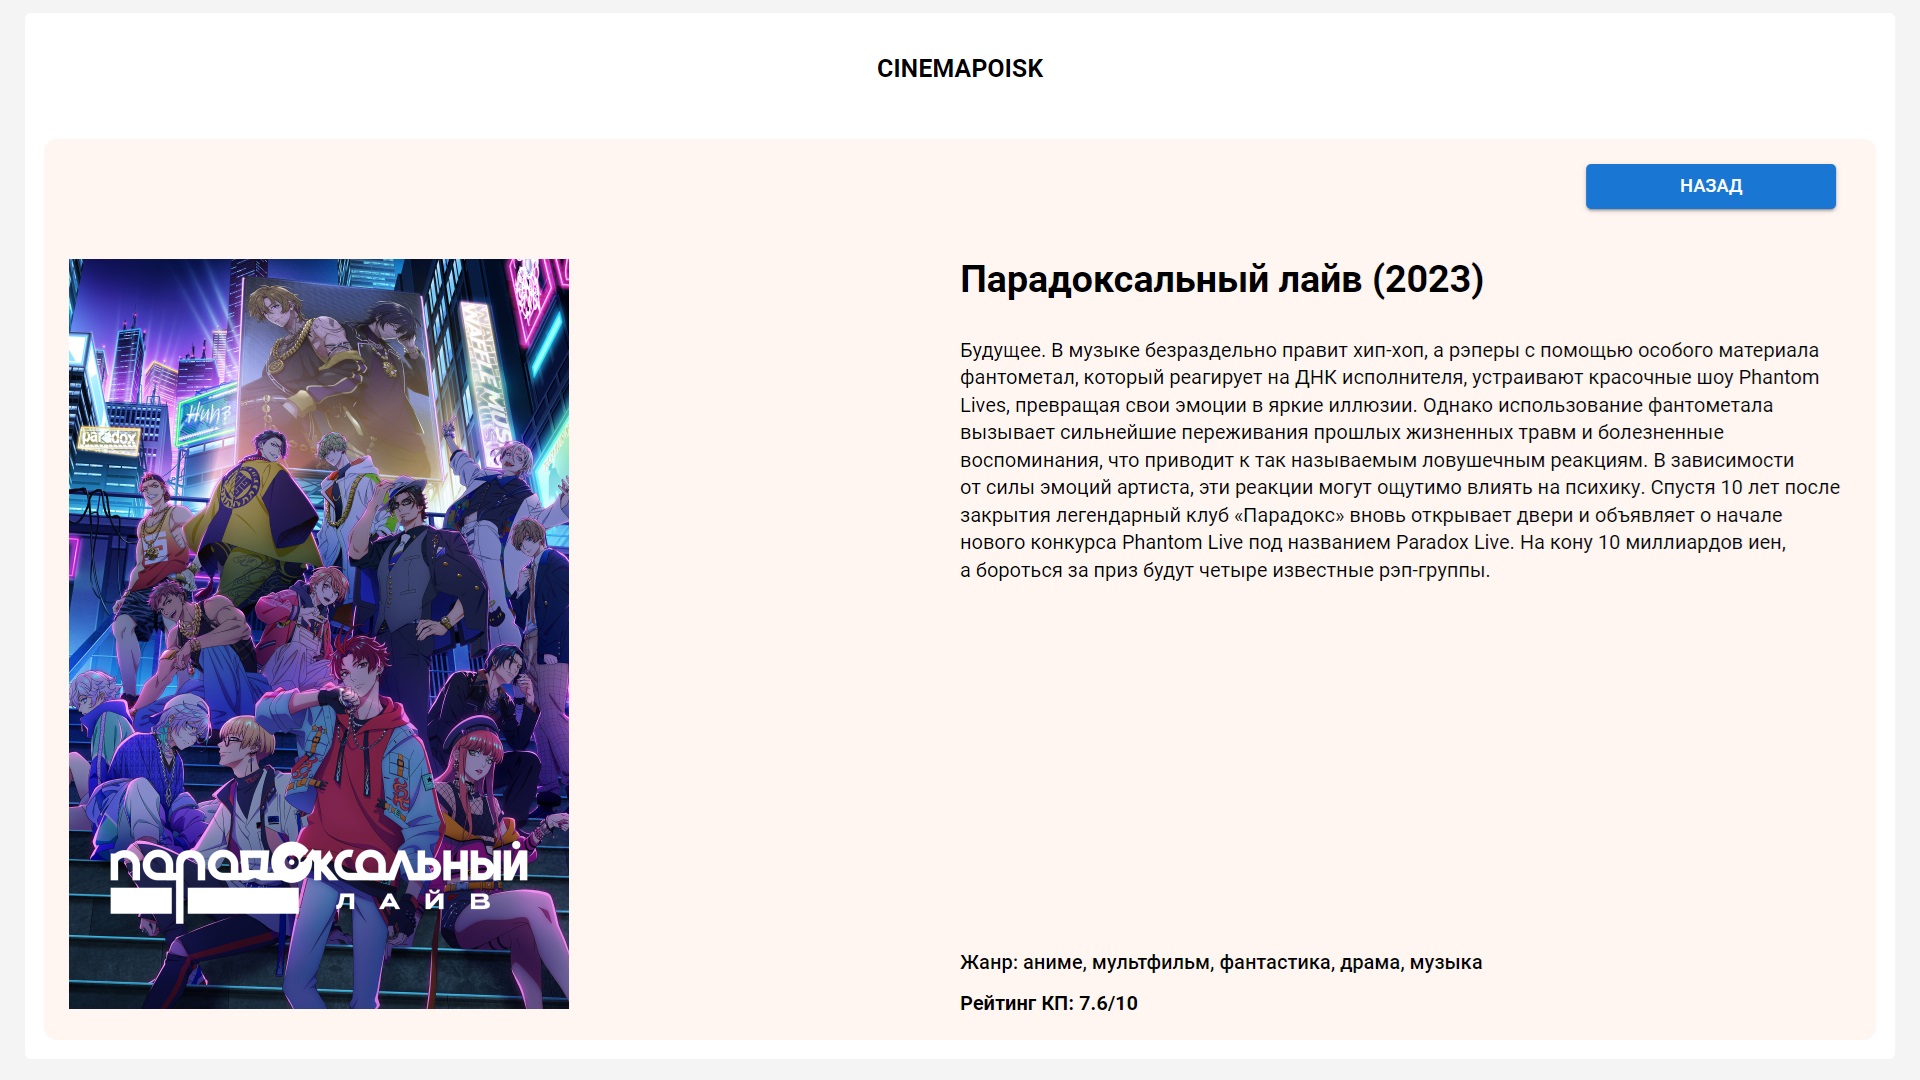 CINEMAPOISK
НАЗАД
Парадоксальный лайв (2023)
Будущее. В музыке безраздельно правит хип-хоп, а рэперы с помощью особого материала
фантометал, который реагирует на ДНК исполнителя, устраивают красочные шоу Phantom
Lives, превращая свои эмоции в яркие иллюзии. Однако использование фантометала
вызывает сильнейшие переживания прошлых жизненных травм и болезненные
воспоминания, что приводит к так называемым ловушечным реакциям. В зависимости
от силы эмоций артиста, эти реакции могут ощутимо влиять на психику. Спустя 10 лет после
закрытия легендарный клуб «Парадокс» вновь открывает двери и объявляет о начале
нового конкурса Phantom Live под названием Paradox Live. На кону 10 миллиардов иен,
а бороться за приз будут четыре известные рэп-группы.
Жанр: аниме, мультфильм, фантастика, драма, музыка
Рейтинг КП: 7.6/10
Huh?
paradox
парадоксальный
ЛАЙВ